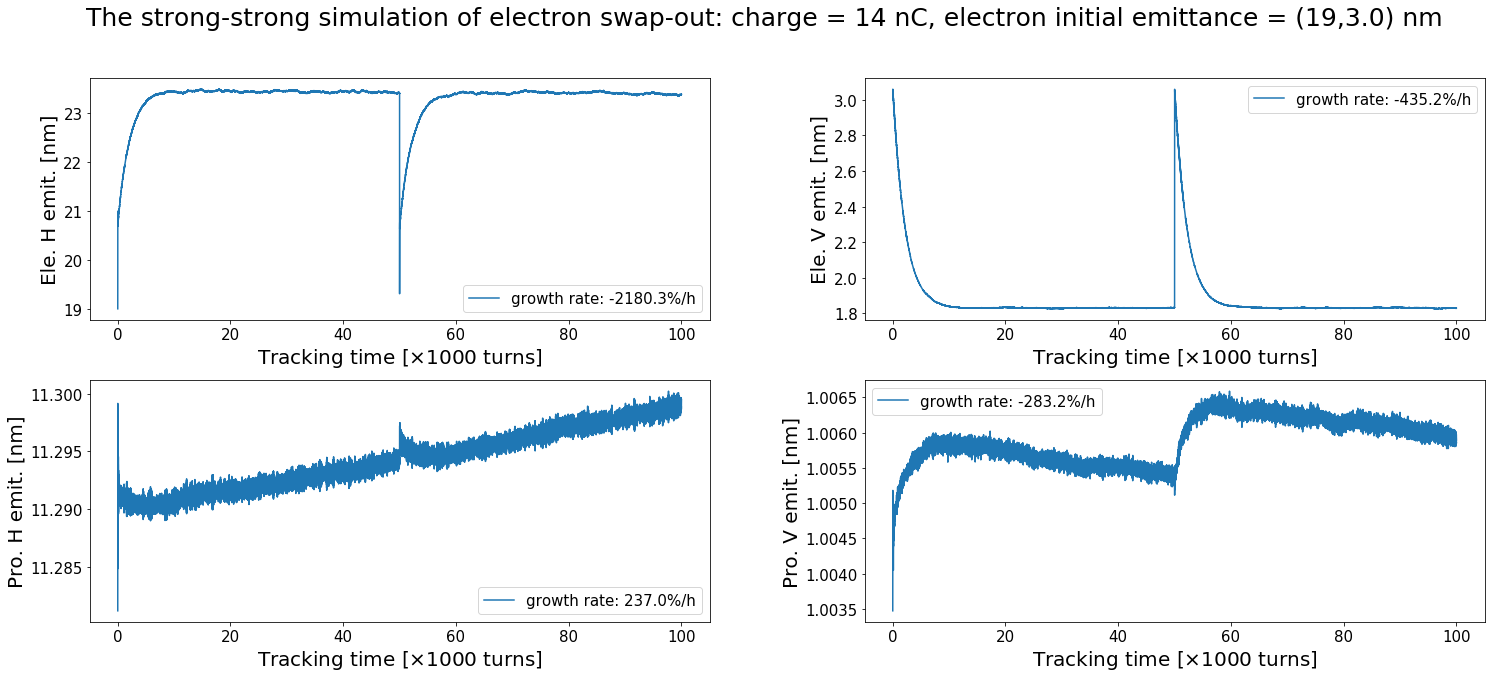 The strong-strong simulation of electron swap-out: charge = 14 nC, electron initial emittance = (19,3.0) nm
Ele. H emit. [nm]
23
22
21
20
19
growth rate: -2180.3%/h
0 20 40 60 80 100
Tracking time [×1000 turns]
Ele. V emit. [nm]
3.0
2.8
2.6
2.4
2.2
2.0
1.8
growth rate: -435.2%/h
0 20 40 60 80 100
Tracking time [×1000 turns]
Pro. H emit. [nm]
11.300
11.295
11.290
11.285
growth rate: 237.0%/h
0 20 40 60 80 100
Tracking time [×1000 turns]
Pro. V emit. [nm]
1.0065
1.0060
1.0055
1.0050
1.0045
1.0040
1.0035
growth rate: -283.2%/h
0 20 40 60 80 100
Tracking time [×1000 turns]